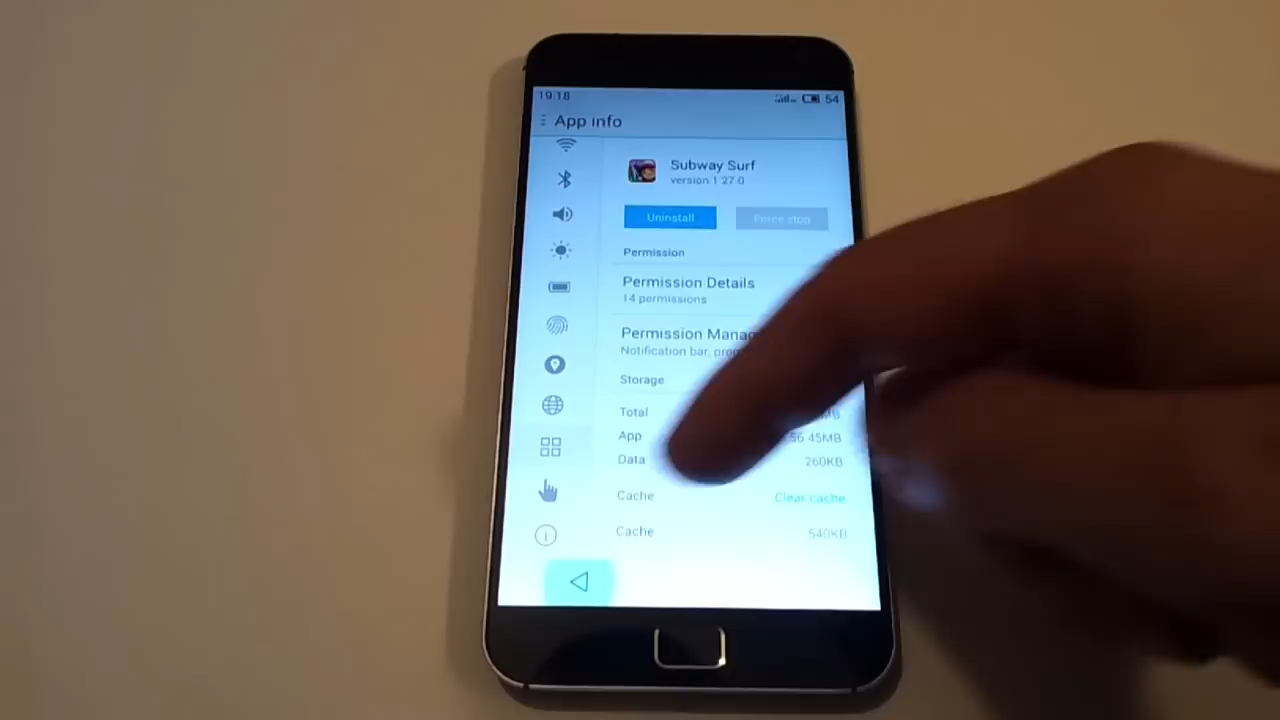 19.18
54
App info
Subway Surf
version 1.27.0
Uninstall
Force stop
Permission
Permission Details
14 permissions
Permission
Notification bar,
Storage
Total
App 56.45MB
Data 260KB
Cache Clear cache
Cache 540KB